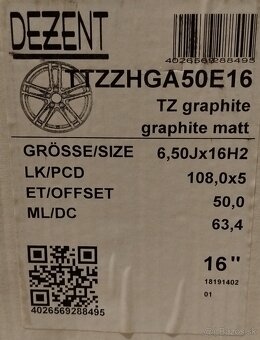 DEZENT
4026569288495
TTZZHGA50E16
TZ graphite
graphite matt
GRÖSSE/SIZE 6,50Jx16H2
LK/PCD 108,0x5
ET/OFFSET 50,0
ML/DC 63,4
16"
18191402
01
4026569288495